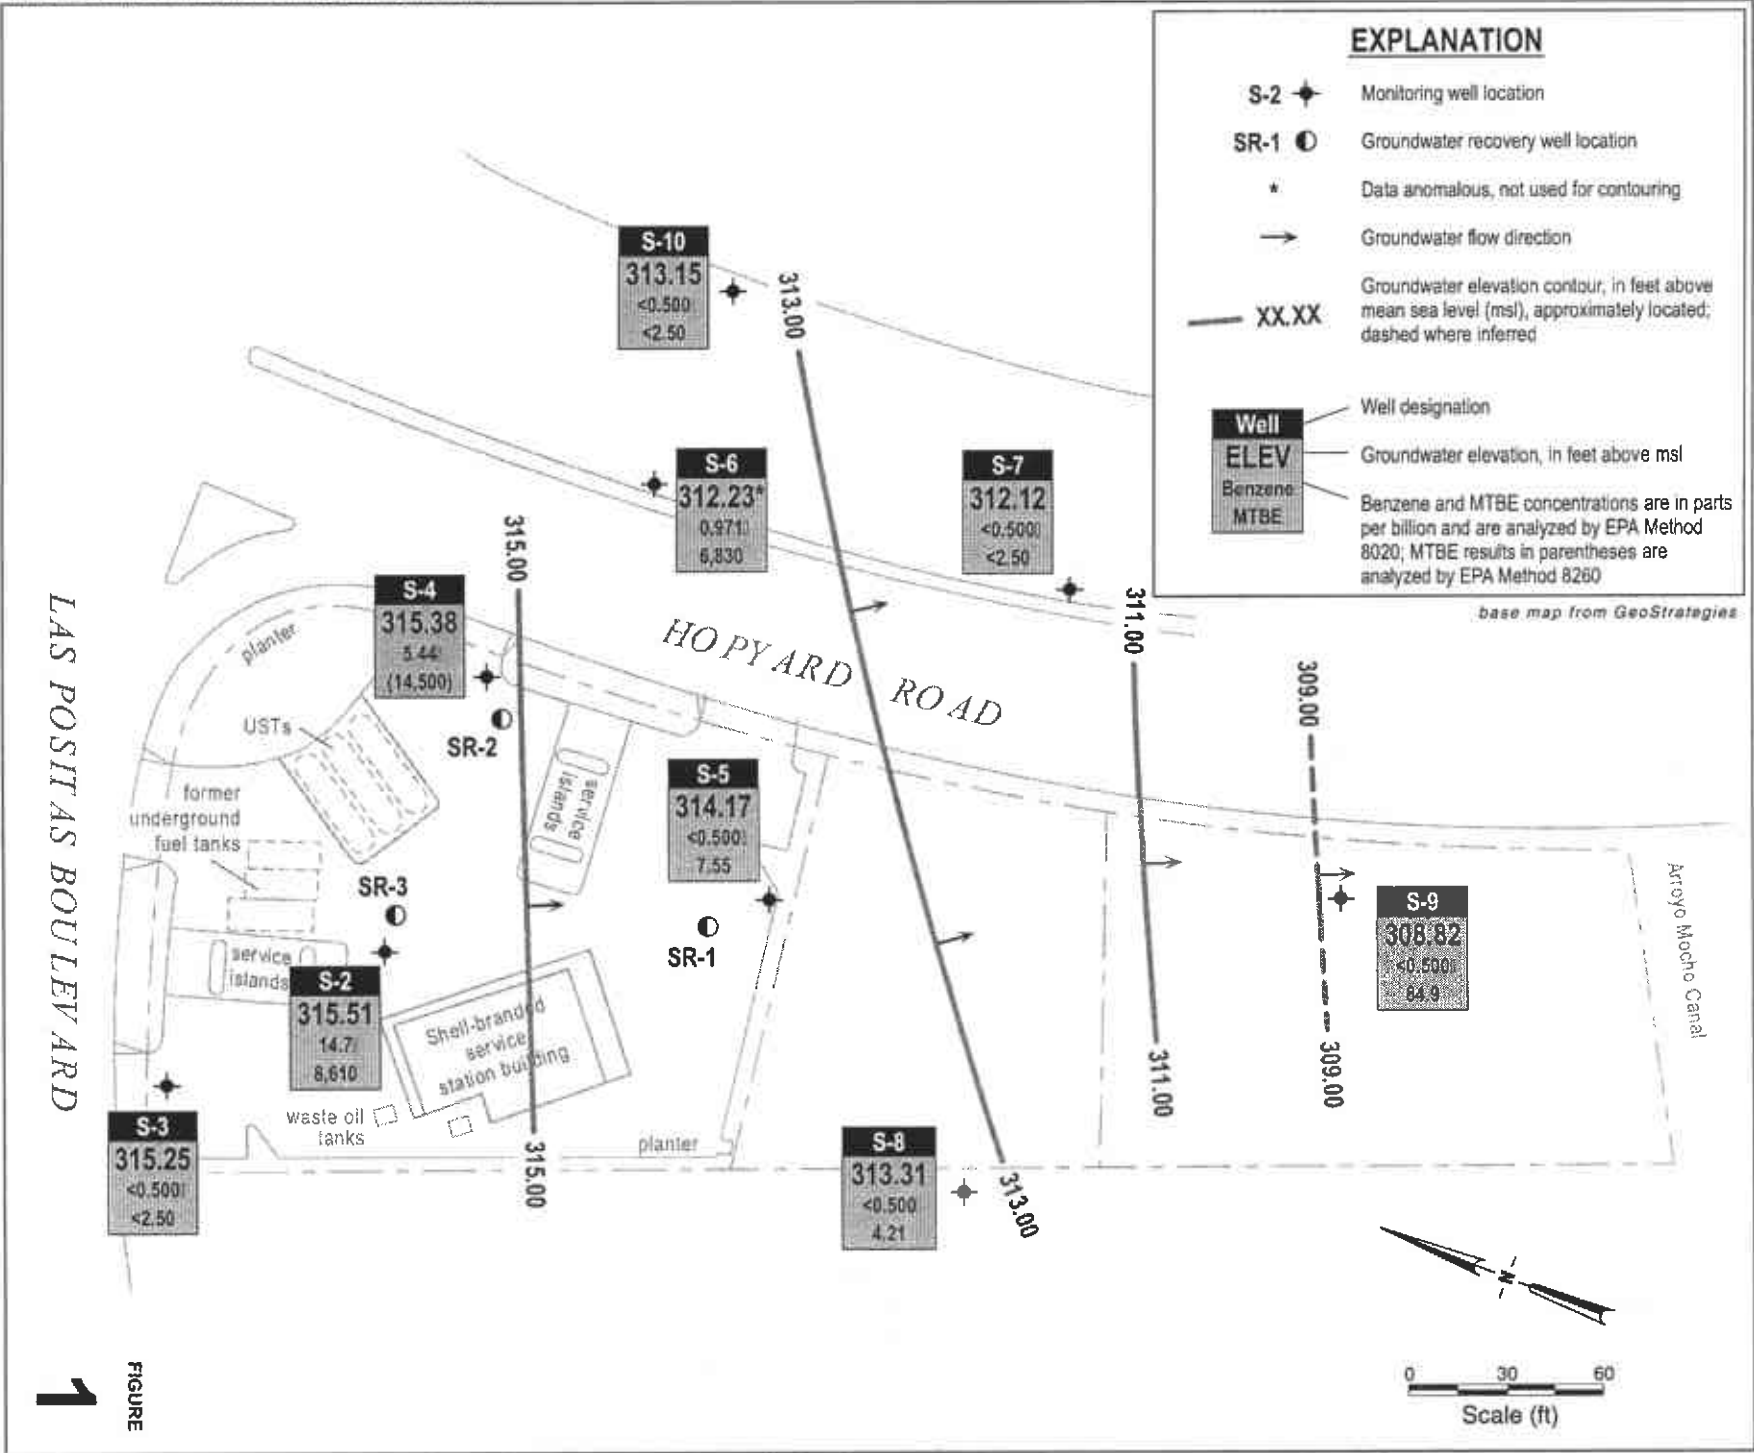 EXPLANATION
S-2 Monitoring well location
SR-1 Groundwater recovery well location
* Data anomalous, not used for contouring
Groundwater flow direction
XX.XX
Groundwater elevation contour, in feet above
mean sea level (msl), approximately located;
dashed where inferred
Well
ELEV
Benzene
MTBE
Well designation
Groundwater elevation, in feet above msl
Benzene and MTBE concentrations are in parts
per billion and are analyzed by EPA Method
8020; MTBE results in parentheses are
analyzed by EPA Method 8260
base map from GeoStrategies
S-10
313.15
<0.500
<2.50
313.00
S-6
312.23*
0.971
6,830
S-7
312.12
<0.500
<2.50
315.00
S-4
315.38
5.44
(14,500)
311.00
309.00
HOPYARD ROAD
LAS POSITAS BOULEVARD
planter
USTs
SR-2
service
islands
S-5
314.17
<0.500
7.55
former
underground
fuel tanks
SR-3
SR-1
service
islands
S-2
315.51
14.7
8,610
Shell-branded
service
station building
S-9
308.82
<0.500
84.9
Arroyo Mocho Canal
waste oil
tanks
planter
S-3
315.25
<0.500
<2.50
315.00
S-8
313.31
<0.500
4.21
313.00
311.00
309.00
N
0 30 60
Scale (ft)
FIGURE
1